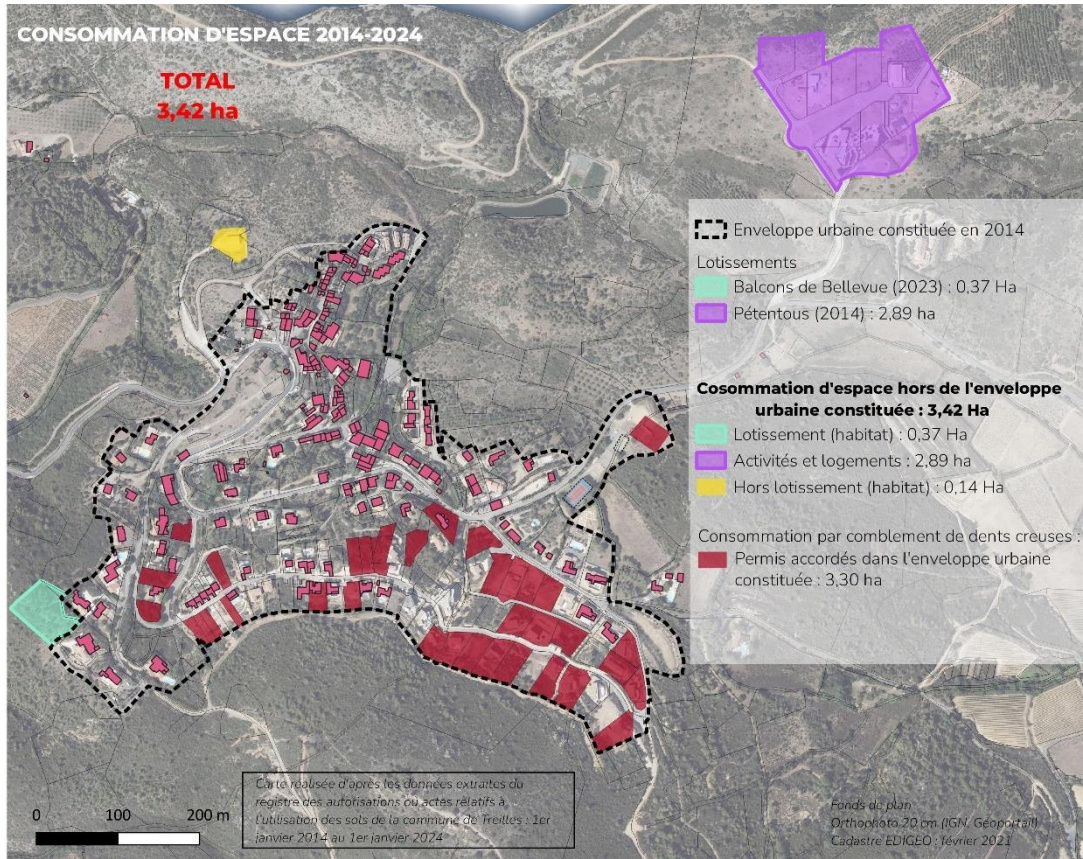 CONSOMMATION D'ESPACE 2014-2024
TOTAL
3,42 ha
Enveloppe urbaine constituée en 2014
Lotissements
Balcons de Bellevue (2023) : 0,37 Ha
Pétentous (2014) : 2,89 ha
Cosommation d'espace hors de l'enveloppe
urbaine constituée : 3,42 Ha
Lotissement (habitat) : 0,37 Ha
Activités et logements : 2,89 ha
Hors lotissement (habitat) : 0,14 Ha
Consommation par comblement de dents creuses :
Permis accordés dans l'enveloppe urbaine
constituée : 3,30 ha
0 100 200 m
Carte réalisée d'après les données extraites du
registre des autorisations ou actes relatifs à
l'utilisation des sols de la commune de Treilles : 1er
janvier 2014 au 1er janvier 2024
Fonds de plan
Orthophoto 20 cm (IGN, Géoportail)
Cadastre EDIGEO : février 2021